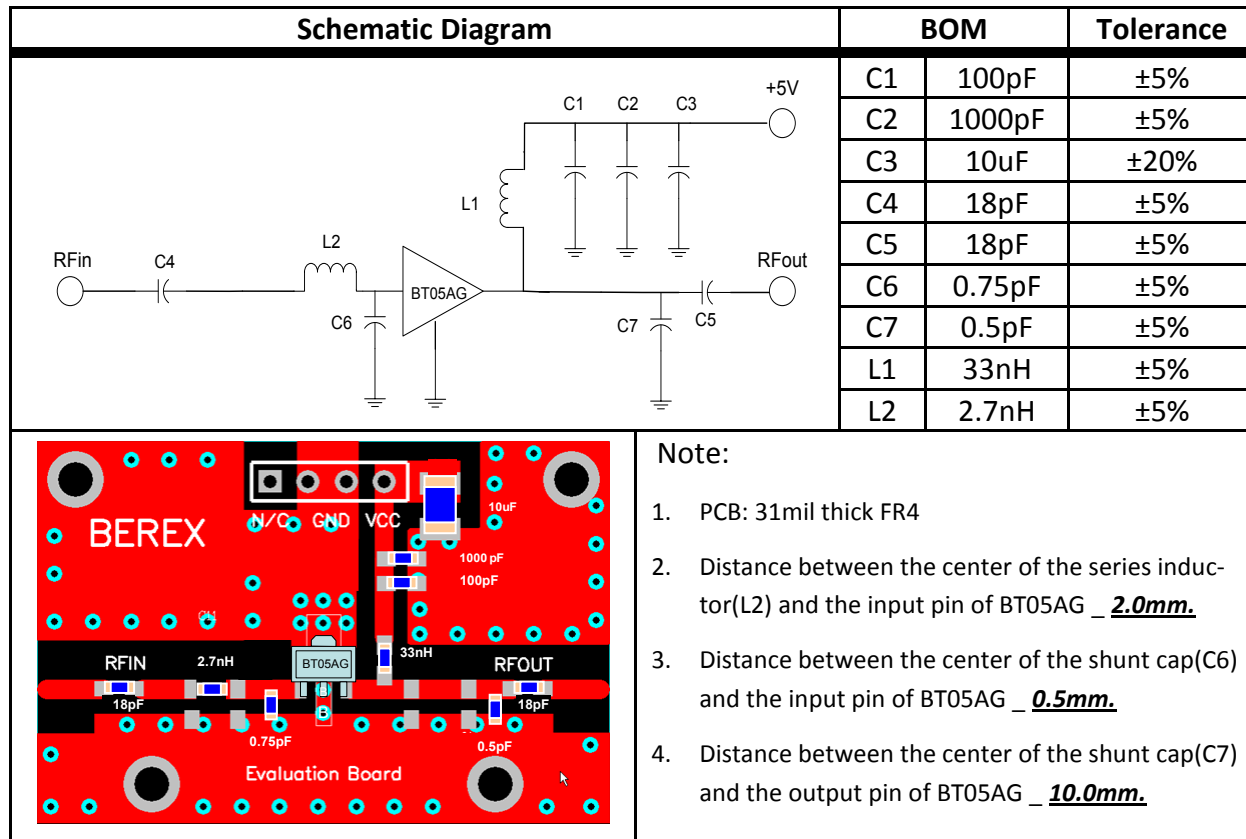 Schematic Diagram
BOM
Tolerance
C1 100pF ±5%
C2 1000pF ±5%
C3 10uF ±20%
C4 18pF ±5%
C5 18pF ±5%
C6 0.75pF ±5%
C7 0.5pF ±5%
L1 33nH ±5%
L2 2.7nH ±5%
+5V
C1 C2 C3
L1
L2
RFin
C4
RFout
BT05AG
C6
C7
C5
N/C GND VCC
10uF
BEREX
1000 pF
100pF
33nH
RFIN
2.7nH
BT05AG
RFOUT
18pF
18pF
0.75pF
0.5pF
Evaluation Board
Note:
1. PCB: 31mil thick FR4
2. Distance between the center of the series induc-
tor(L2) and the input pin of BT05AG _ 2.0mm.
3. Distance between the center of the shunt cap(C6)
and the input pin of BT05AG _ 0.5mm.
4. Distance between the center of the shunt cap(C7)
and the output pin of BT05AG _ 10.0mm.